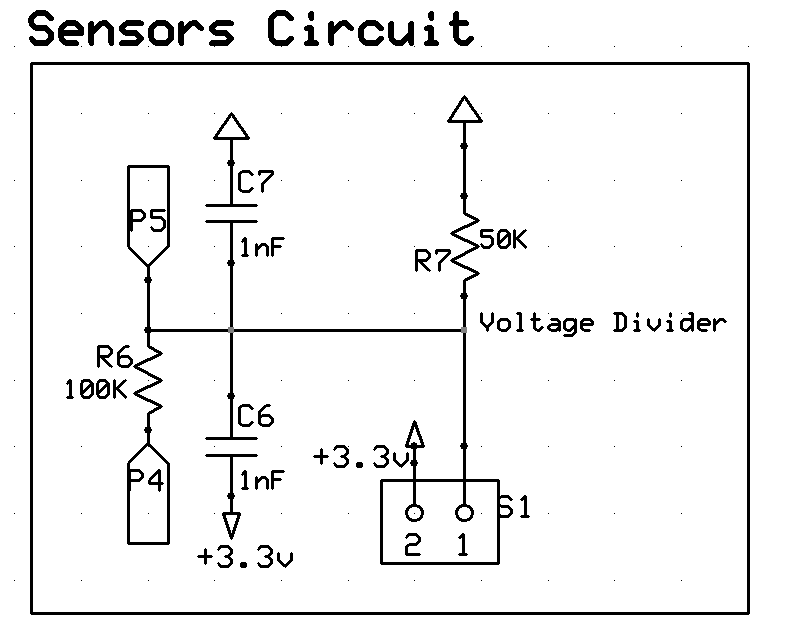 Sensors Circuit
C7
P5
1nF
50K
R7
Voltage Divider
R6
100K
C6
+3.3v
P4
1nF
S1
2 1
+3.3v